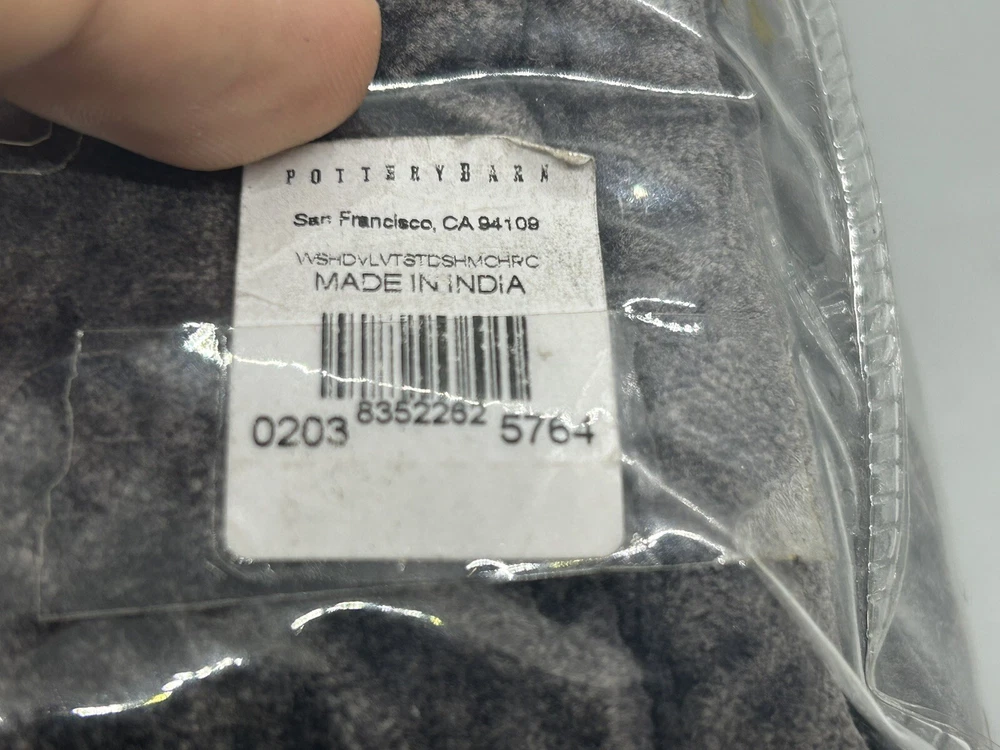 POTTERYBARN
San Francisco, CA 94109
WSHDVLVTSTDSHMCHRC
MADE IN INDIA
8352262
0203 5764